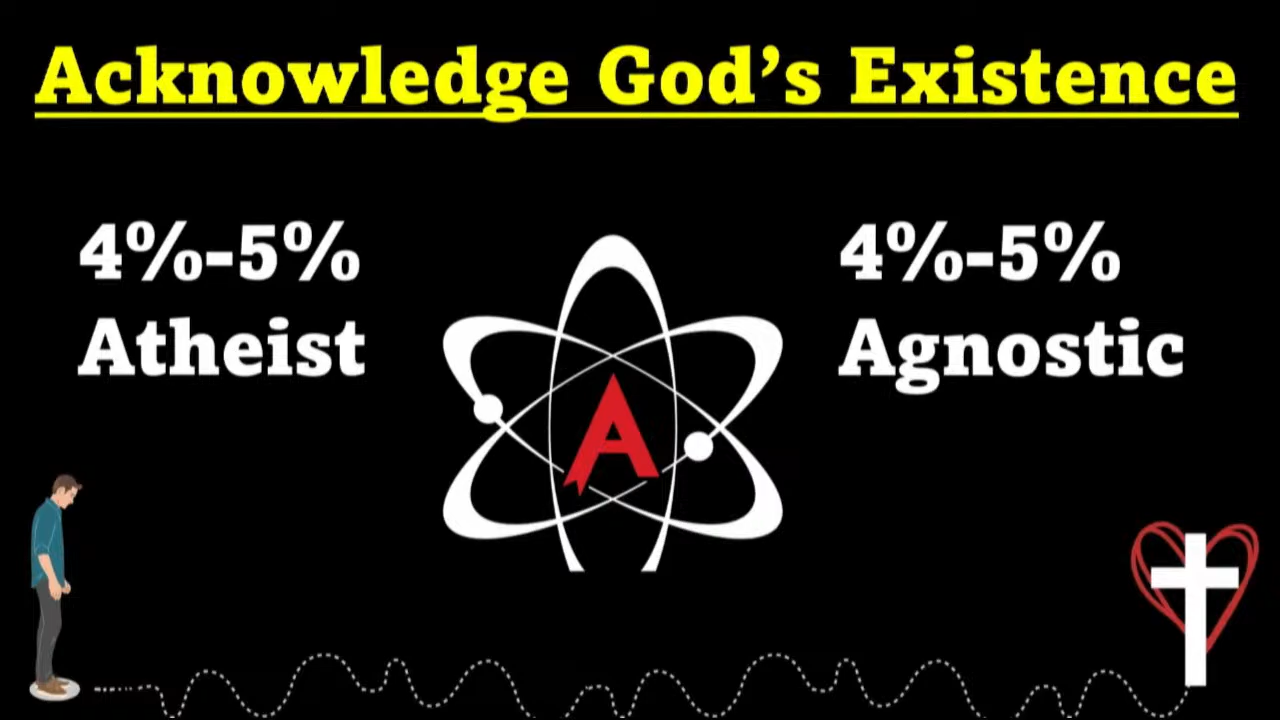 Acknowledge God’s Existence
4%-5%
Atheist
A
4%-5%
Agnostic